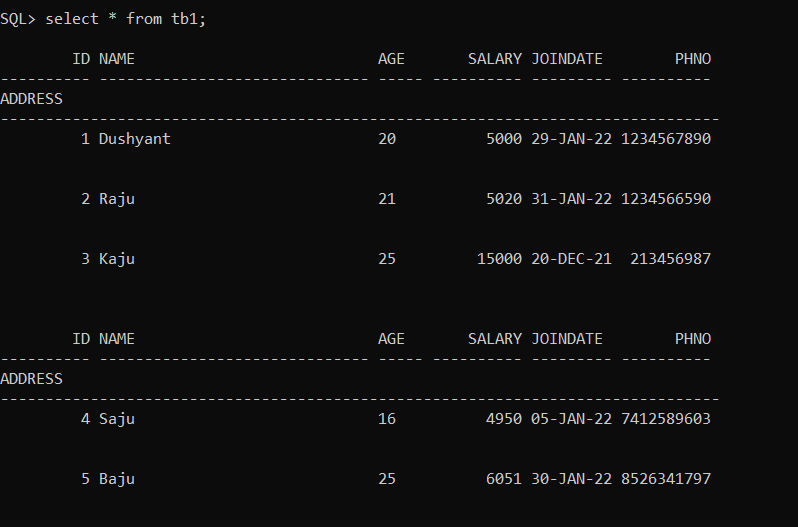 SQL> select * from tb1;
        ID NAME                           AGE       SALARY JOINDATE        PHNO
---------- ------------------------------ ----- ---------- --------- ----------
ADDRESS
--------------------------------------------------------------------------------
         1 Dushyant                       20          5000 29-JAN-22 1234567890
         2 Raju                           21          5020 31-JAN-22 1234566590
         3 Kaju                           25         15000 20-DEC-21  213456987
        ID NAME                           AGE       SALARY JOINDATE        PHNO
---------- ------------------------------ ----- ---------- --------- ----------
ADDRESS
--------------------------------------------------------------------------------
         4 Saju                           16          4950 05-JAN-22 7412589603
         5 Baju                           25          6051 30-JAN-22 8526341797